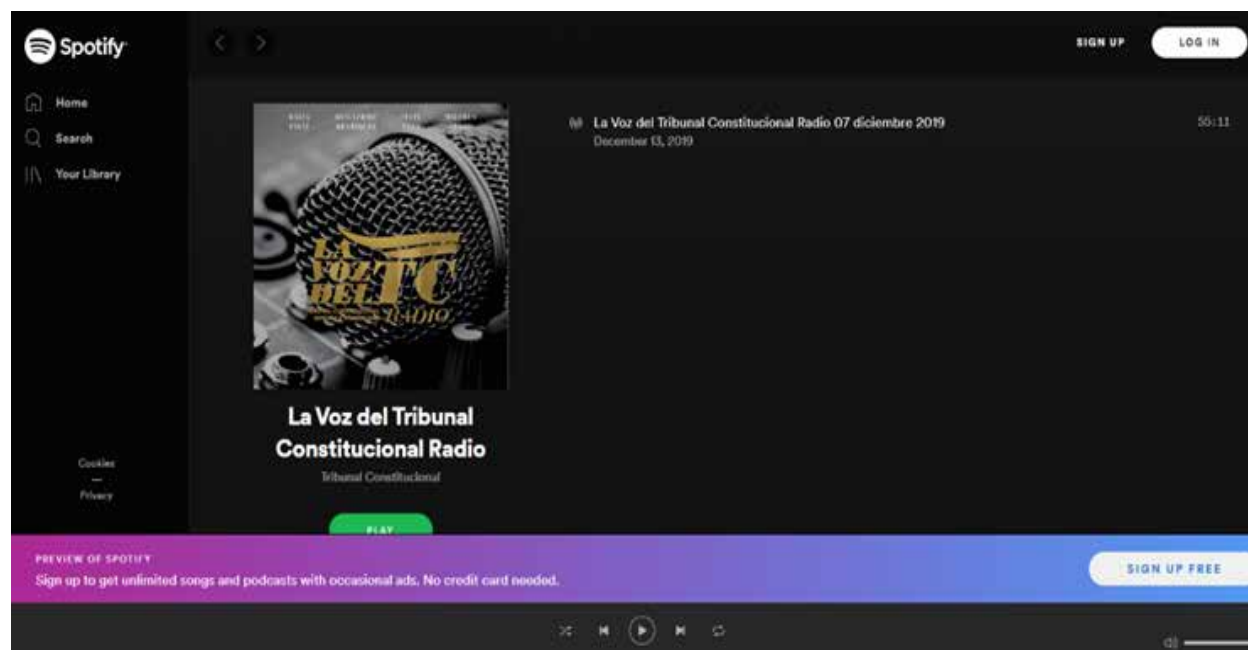 Spotify
SIGN UP
LOG IN
Home
Search
Your Library
La Voz del Tribunal Constitucional Radio 07 diciembre 2019
55:11
December 13, 2019
LA
VOZ
DEL TC
RADIO
La Voz del Tribunal
Constitucional Radio
Tribunal Constitucional
PLAY
Cookies
Privacy
PREVIEW OF SPOTIFY
Sign up to get unlimited songs and podcasts with occasional ads. No credit card needed.
SIGN UP FREE